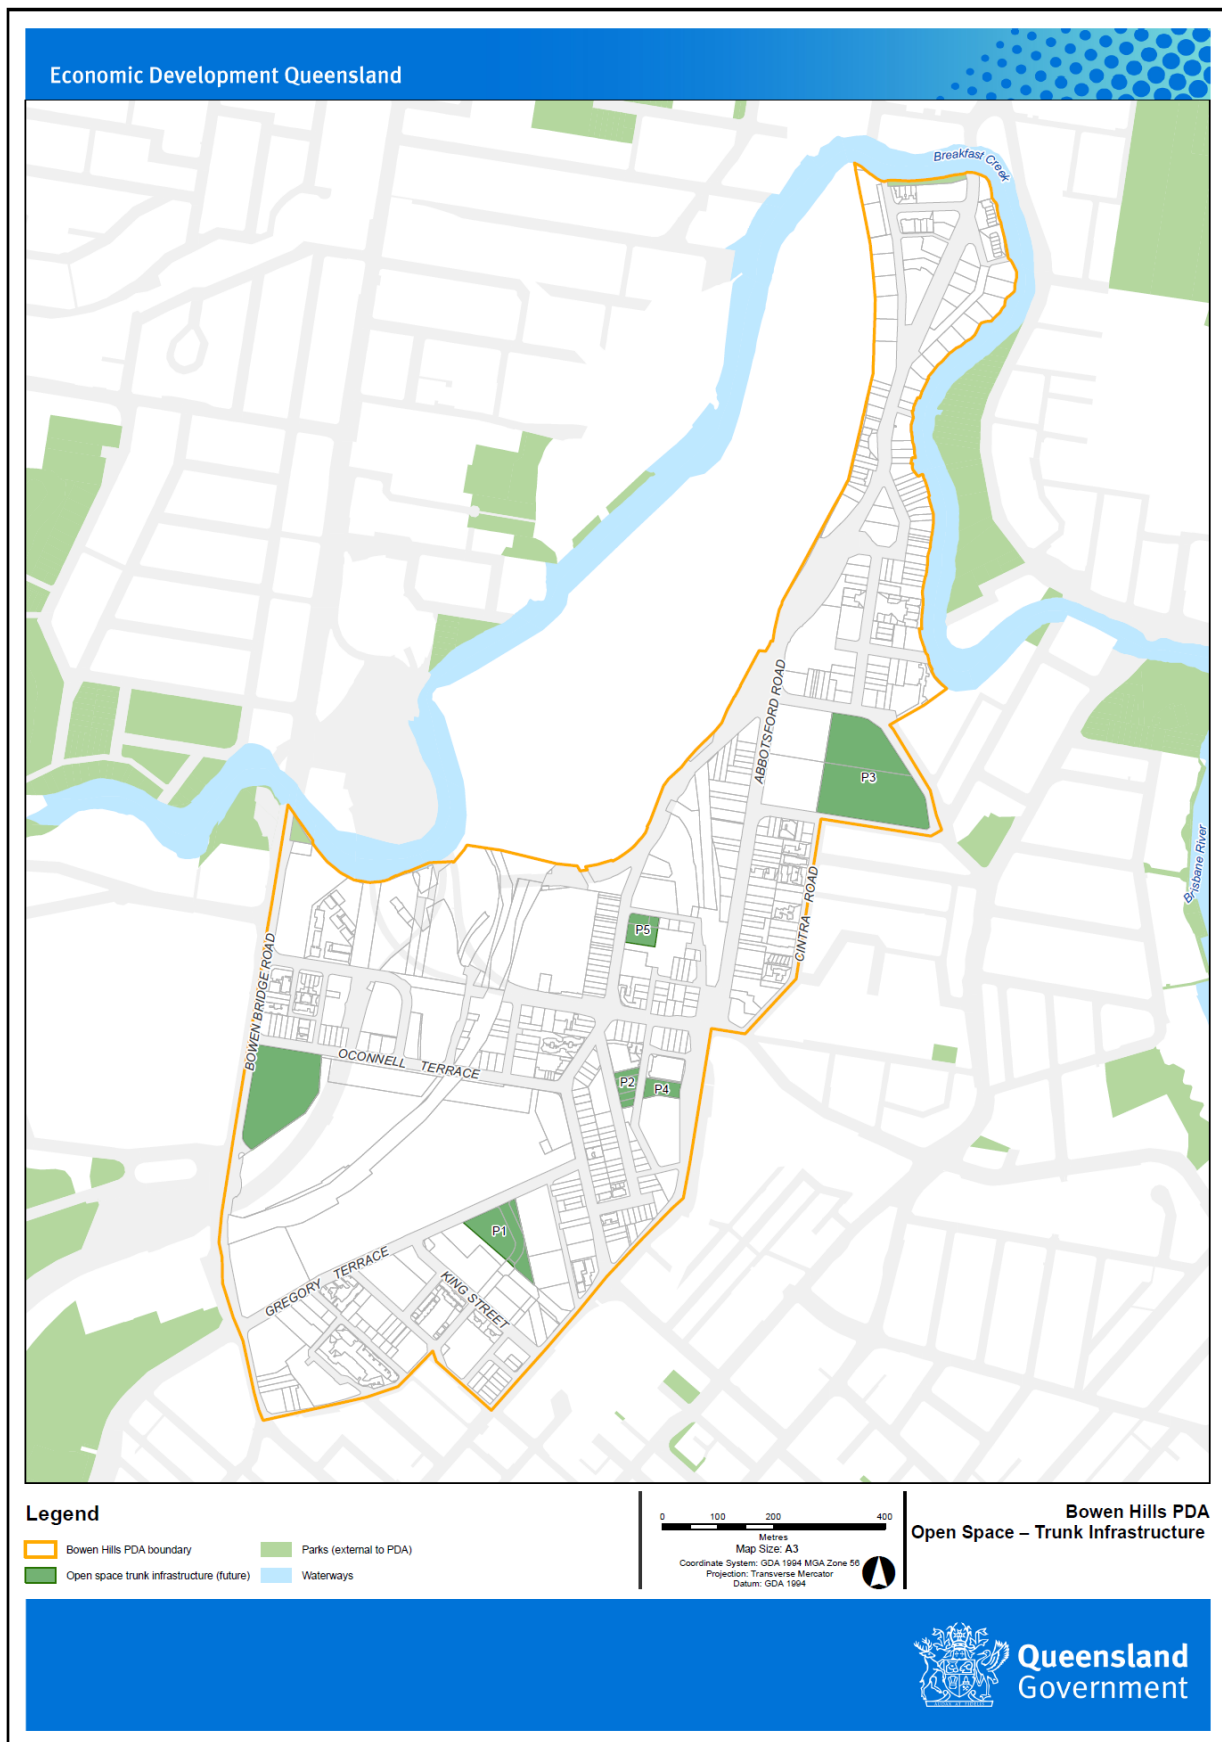 Economic Development Queensland
Breakfast Creek
ABBOTSFORD ROAD
P3
CINTRA ROAD
Brisbane River
P5
BOWEN BRIDGE ROAD
OCONNELL TERRACE
P2
P4
P1
GREGORY TERRACE
KING STREET
Legend
Bowen Hills PDA boundary
Open space trunk infrastructure (future)
Parks (external to PDA)
Waterways
0 100 200 400
Metres
Map Size: A3
Coordinate System: GDA 1994 MGA Zone 56
Projection: Transverse Mercator
Datum: GDA 1994
Bowen Hills PDA
Open Space – Trunk Infrastructure
Queensland
Government